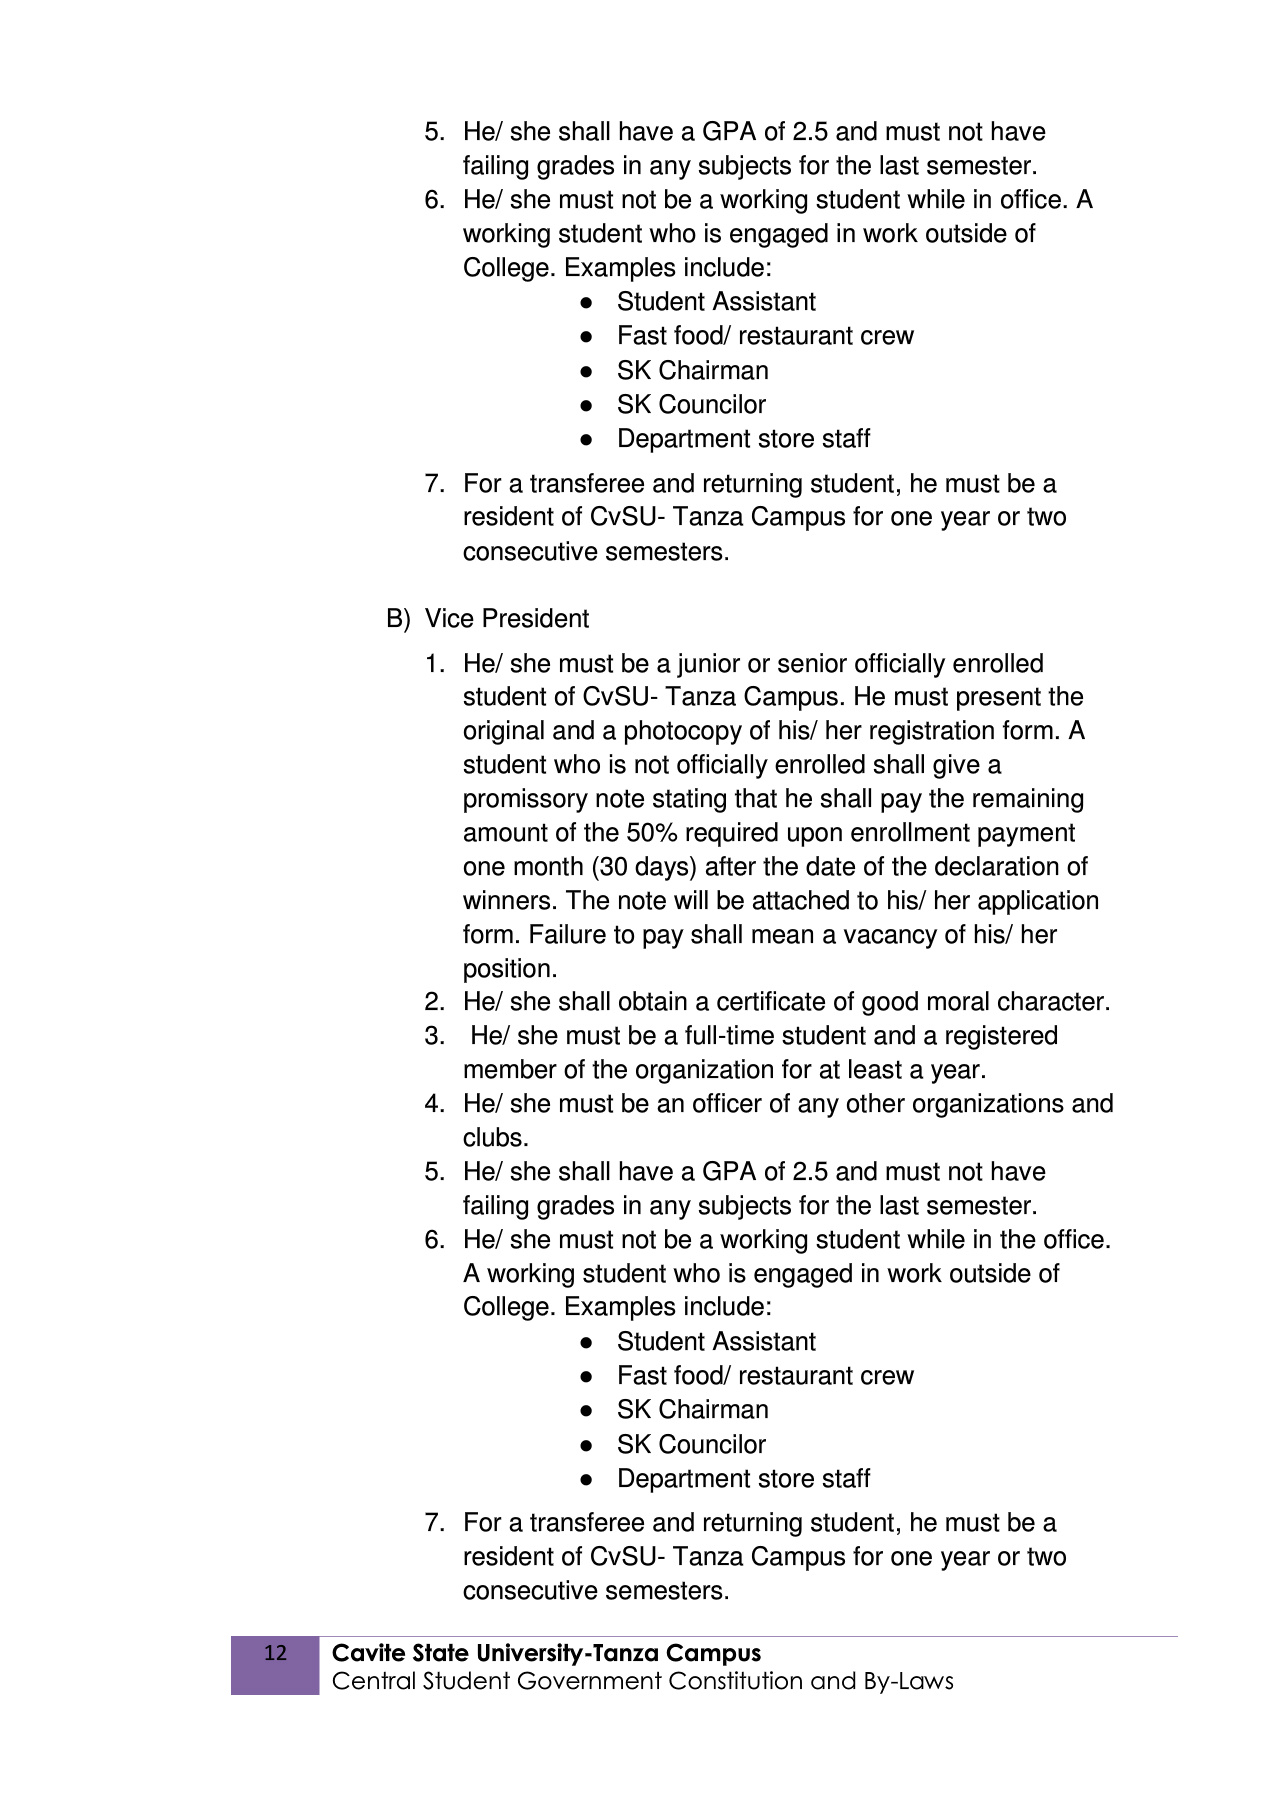 5. He/ she shall have a GPA of 2.5 and must not have
failing grades in any subjects for the last semester.
6. He/ she must not be a working student while in office. A
working student who is engaged in work outside of
College. Examples include:
● Student Assistant
● Fast food/ restaurant crew
● SK Chairman
● SK Councilor
● Department store staff
7. For a transferee and returning student, he must be a
resident of CvSU- Tanza Campus for one year or two
consecutive semesters.
B) Vice President
1. He/ she must be a junior or senior officially enrolled
student of CvSU- Tanza Campus. He must present the
original and a photocopy of his/ her registration form. A
student who is not officially enrolled shall give a
promissory note stating that he shall pay the remaining
amount of the 50% required upon enrollment payment
one month (30 days) after the date of the declaration of
winners. The note will be attached to his/ her application
form. Failure to pay shall mean a vacancy of his/ her
position.
2. He/ she shall obtain a certificate of good moral character.
3. He/ she must be a full-time student and a registered
member of the organization for at least a year.
4. He/ she must be an officer of any other organizations and
clubs.
5. He/ she shall have a GPA of 2.5 and must not have
failing grades in any subjects for the last semester.
6. He/ she must not be a working student while in the office.
A working student who is engaged in work outside of
College. Examples include:
● Student Assistant
● Fast food/ restaurant crew
● SK Chairman
● SK Councilor
● Department store staff
7. For a transferee and returning student, he must be a
resident of CvSU- Tanza Campus for one year or two
consecutive semesters.
12 Cavite State University-Tanza Campus
Central Student Government Constitution and By-Laws